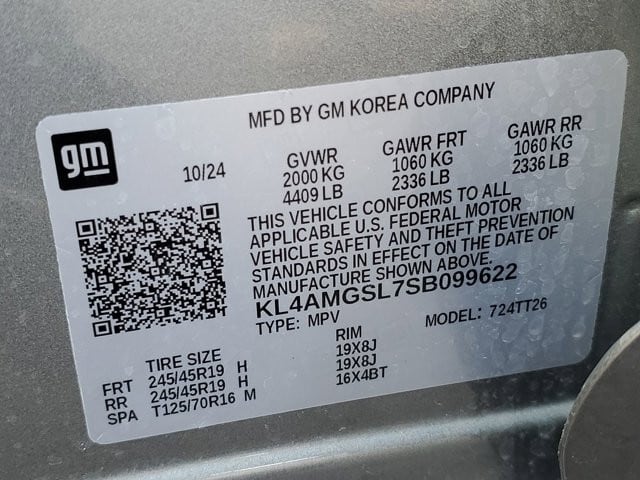 MFD BY GM KOREA COMPANY
gm
10/24
GVWR GAWR FRT GAWR RR
2000 KG 1060 KG 1060 KG
4409 LB 2336 LB 2336 LB
THIS VEHICLE CONFORMS TO ALL
APPLICABLE U.S. FEDERAL MOTOR
VEHICLE SAFETY AND THEFT PREVENTION
STANDARDS IN EFFECT ON THE DATE OF
MANUFACTURE SHOWN ABOVE.
KL4AMGSL7SB099622
TYPE: MPV MODEL: 724TT26
TIRE SIZE RIM
FRT 245/45R19 H 19X8J
RR 245/45R19 H 19X8J
SPA T125/70R16 M 16X4BT